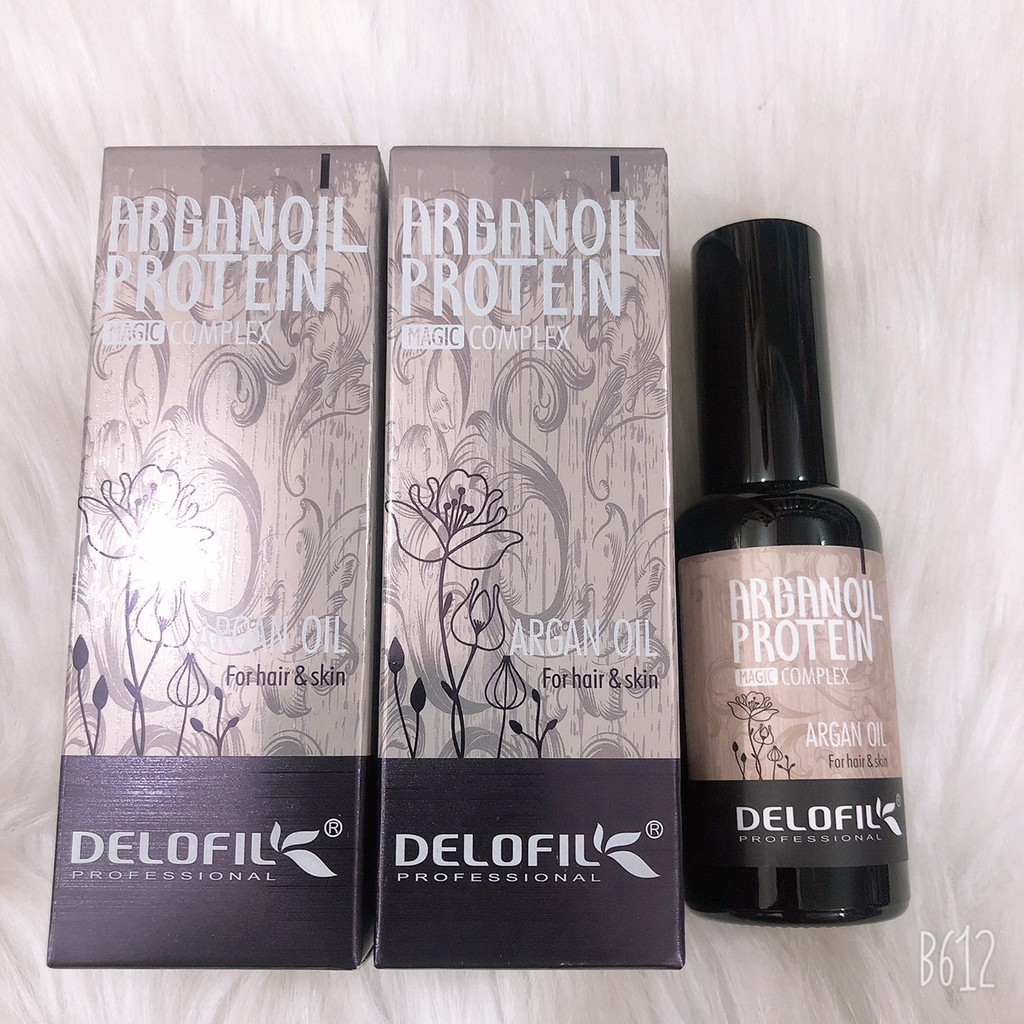 ARGANOIL
PROTEIN
MAGIC COMPLEX
ARGAN OIL
For hair & skin
DELOFIL ®
PROFESSIONAL
ARGANOIL
PROTEIN
MAGIC COMPLEX
ARGAN OIL
For hair & skin
DELOFIL ®
PROFESSIONAL
ARGANOIL
PROTEIN
MAGIC COMPLEX
ARGAN OIL
For hair & skin
DELOFIL ®
PROFESSIONAL
B612